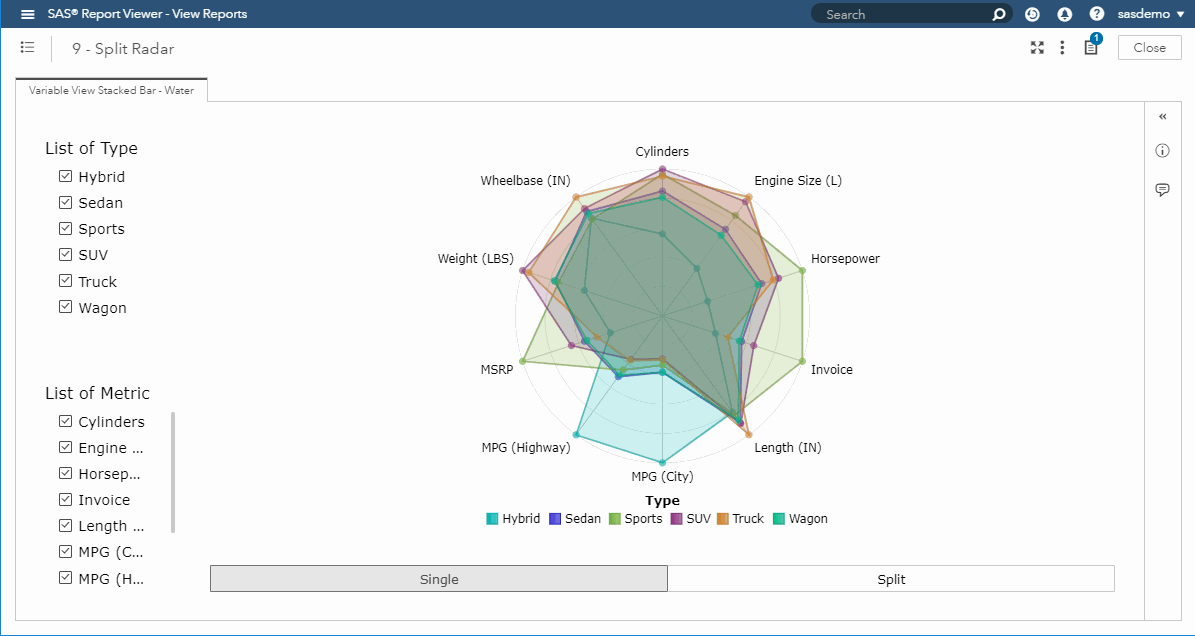 SAS® Report Viewer - View Reports
Search
?
sasdemo
9 - Split Radar
1
Close
Variable View Stacked Bar - Water
List of Type
Hybrid
Sedan
Sports
SUV
Truck
Wagon
List of Metric
Cylinders
Engine ...
Horsep...
Invoice
Length ...
MPG (C...
MPG (H...
Cylinders
Wheelbase (IN)
Engine Size (L)
Weight (LBS)
Horsepower
MSRP
Invoice
MPG (Highway)
Length (IN)
MPG (City)
Type
Hybrid Sedan Sports SUV Truck Wagon
Single
Split